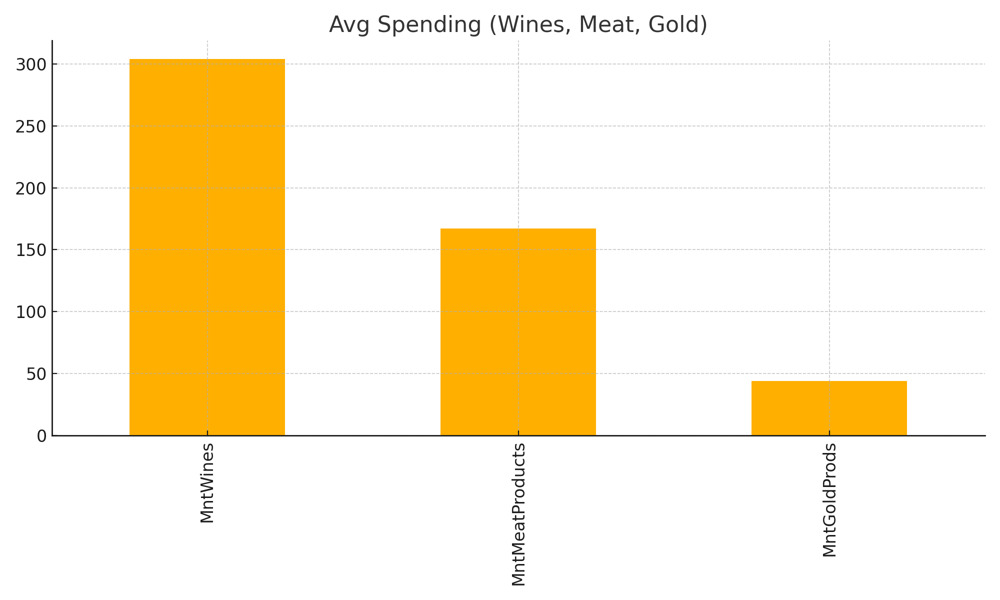 Avg Spending (Wines, Meat, Gold)
300
250
200
150
100
50
0
MntWines
MntMeatProducts
MntGoldProds